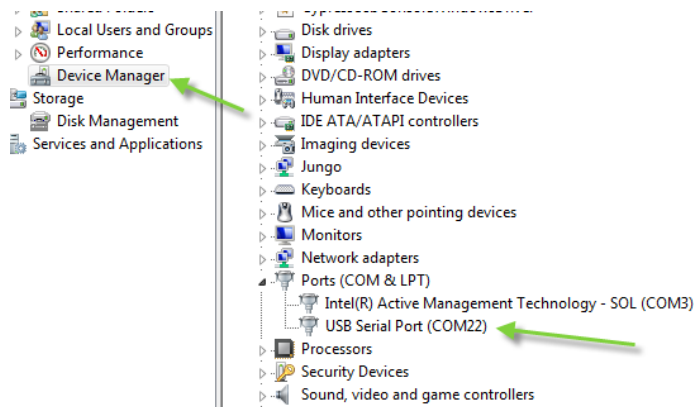 Local Users and Groups
Performance
Device Manager
Storage
Disk Management
Services and Applications
Disk drives
Display adapters
DVD/CD-ROM drives
Human Interface Devices
IDE ATA/ATAPI controllers
Imaging devices
Jungo
Keyboards
Mice and other pointing devices
Monitors
Network adapters
Ports (COM & LPT)
Intel(R) Active Management Technology - SOL (COM3)
USB Serial Port (COM22)
Processors
Security Devices
Sound, video and game controllers